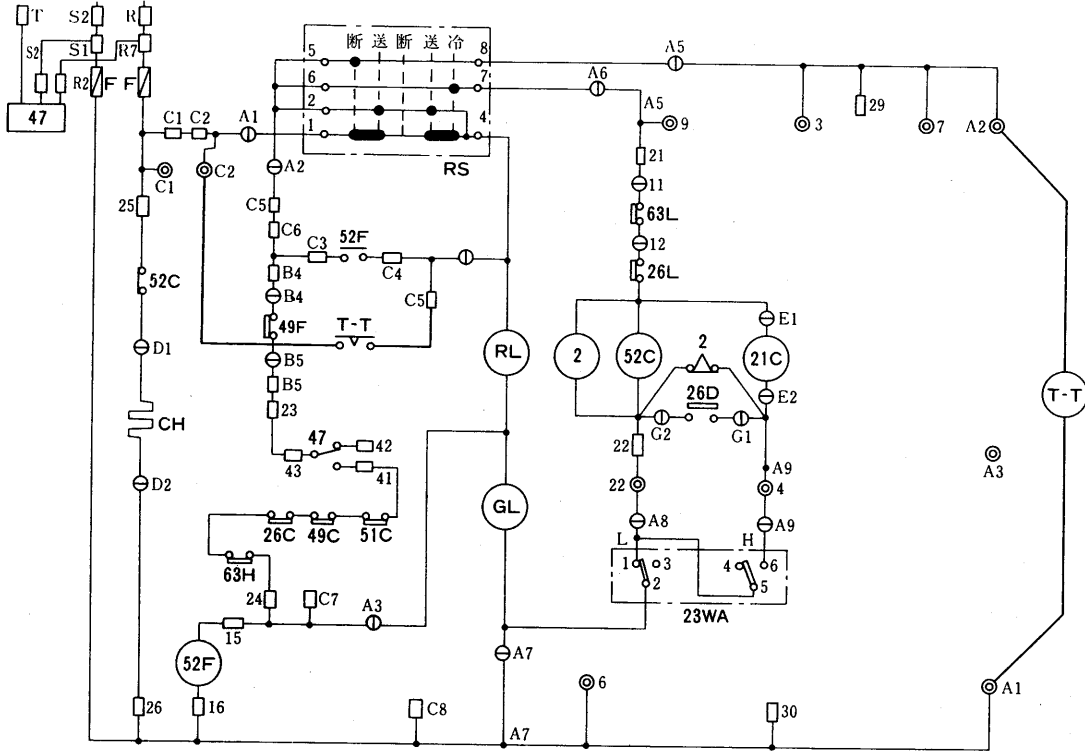 T
S2
R
S2
S1
R7
R2
F
F
47
断 送 断 送 冷
5
8
6
7
2
4
1
RS
A5
A6
A5
9
3
29
7
A2
C1
C2
A1
C2
C1
A2
25
C5
C6
C3
52F
C4
B4
B4
C5
49F
T-T
B5
B5
23
52C
D1
CH
D2
47
42
43
41
26C
49C
51C
63H
24
C7
A3
15
52F
16
26
C8
RL
GL
A7
A7
21
11
63L
12
26L
2
52C
2
21C
E1
E2
26D
G2
G1
22
22
A9
4
A8
A9
L
H
1
3
2
4
6
5
23WA
6
30
T-T
A3
A1